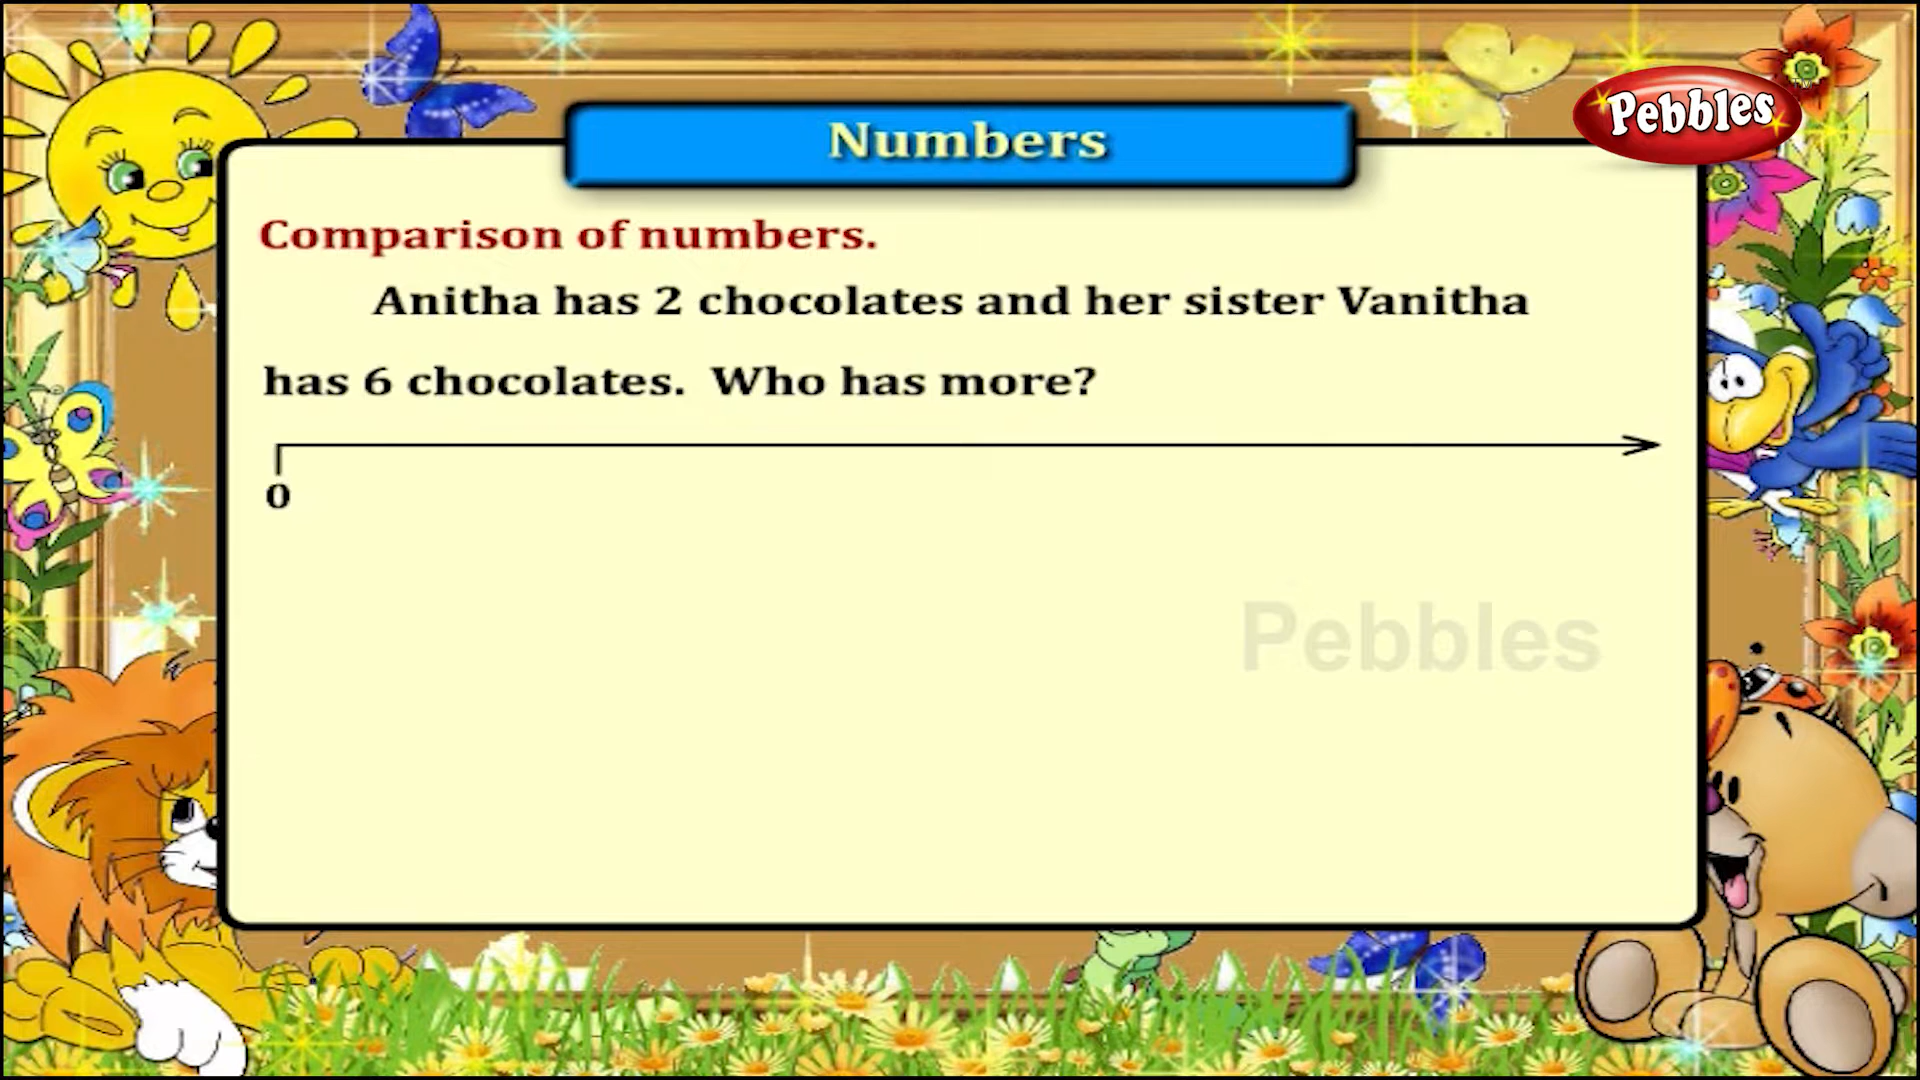 Pebbles
TM
Numbers
Comparison of numbers.
Anitha has 2 chocolates and her sister Vanitha
has 6 chocolates. Who has more?
0
Pebbles